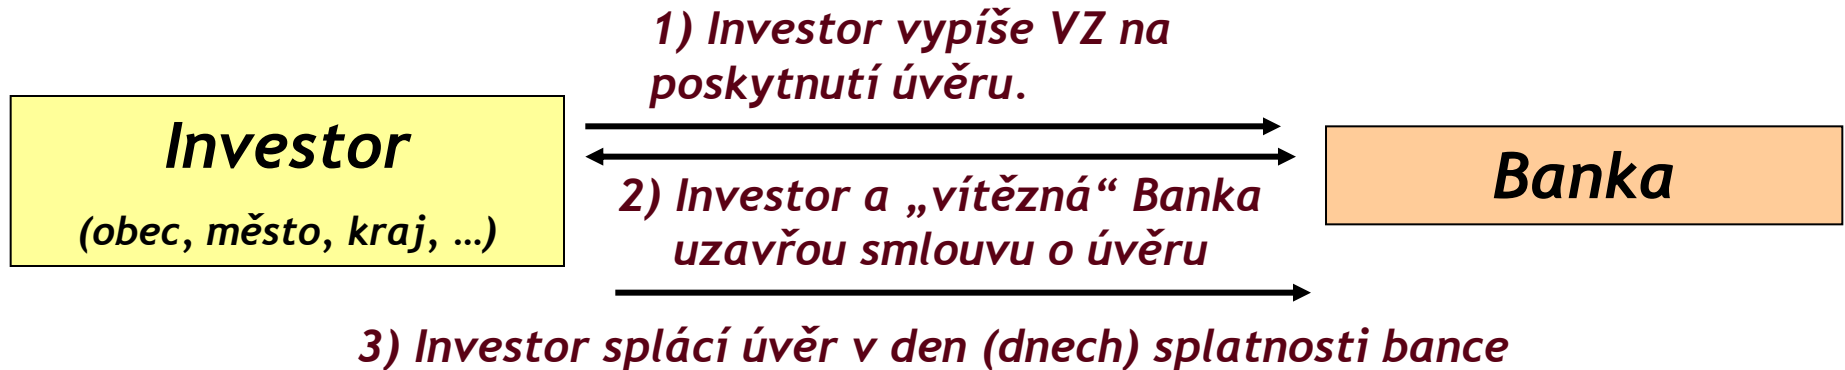 1) Investor vypíše VZ na
poskytnutí úvěru.
Investor
(obec, město, kraj, …)
Banka
2) Investor a „vítězná“ Banka
uzavřou smlouvu o úvěru
3) Investor splácí úvěr v den (dnech) splatnosti bance